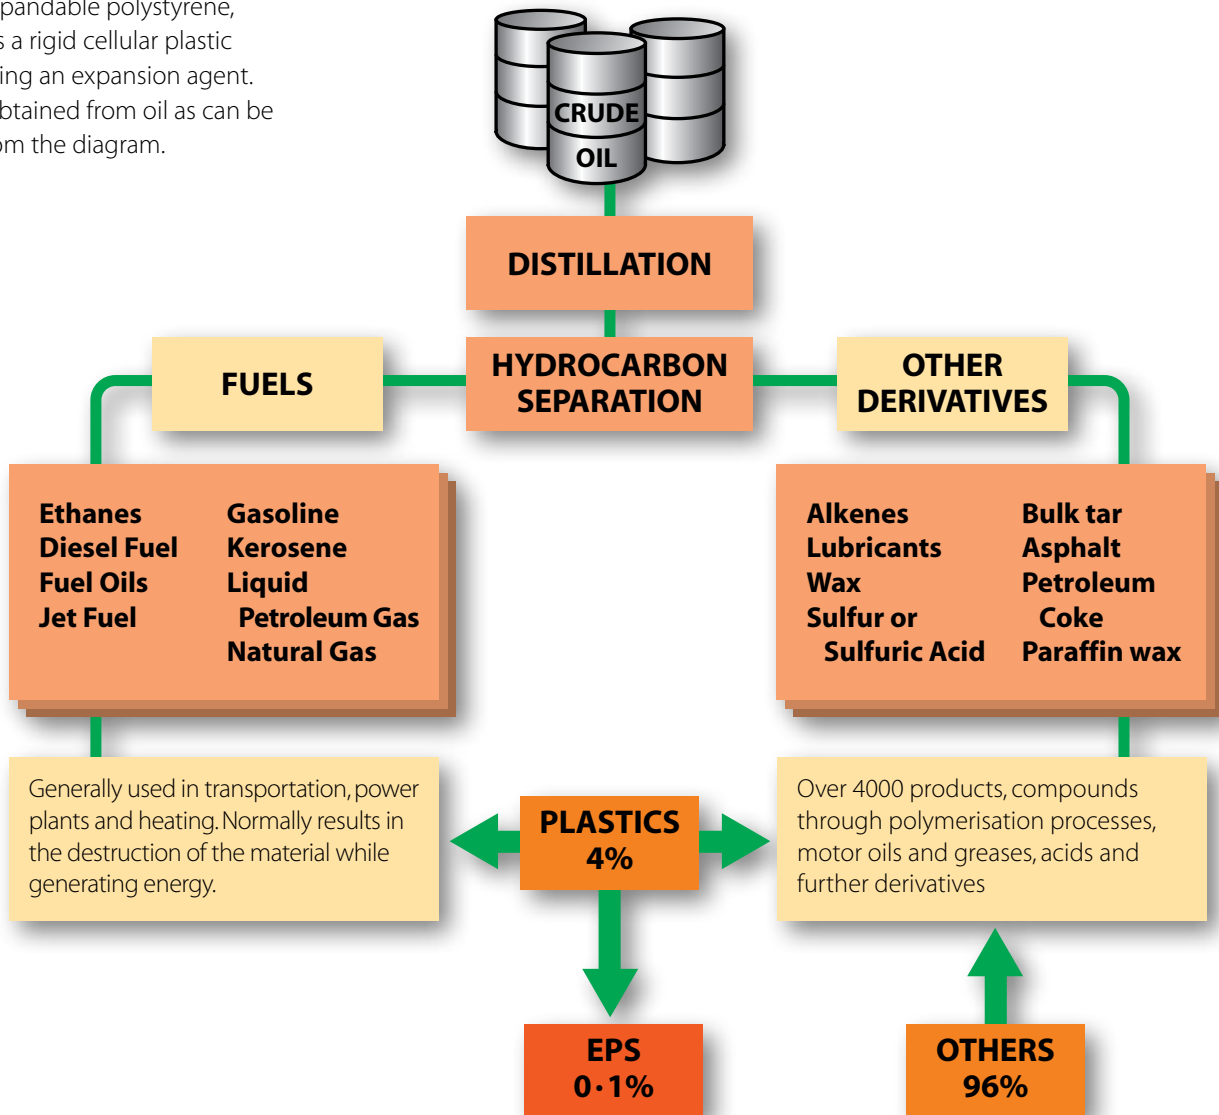 pandable polystyrene,
s a rigid cellular plastic
ing an expansion agent.
btained from oil as can be
om the diagram.
CRUDE
OIL
DISTILLATION
HYDROCARBON
SEPARATION
FUELS
OTHER
DERIVATIVES
Ethanes
Diesel Fuel
Fuel Oils
Jet Fuel
Gasoline
Kerosene
Liquid
Petroleum Gas
Natural Gas
Alkenes
Lubricants
Wax
Sulfur or
Sulfuric Acid
Bulk tar
Asphalt
Petroleum
Coke
Paraffin wax
Generally used in transportation, power
plants and heating. Normally results in
the destruction of the material while
generating energy.
PLASTICS
4%
Over 4000 products, compounds
through polymerisation processes,
motor oils and greases, acids and
further derivatives
EPS
0·1%
OTHERS
96%